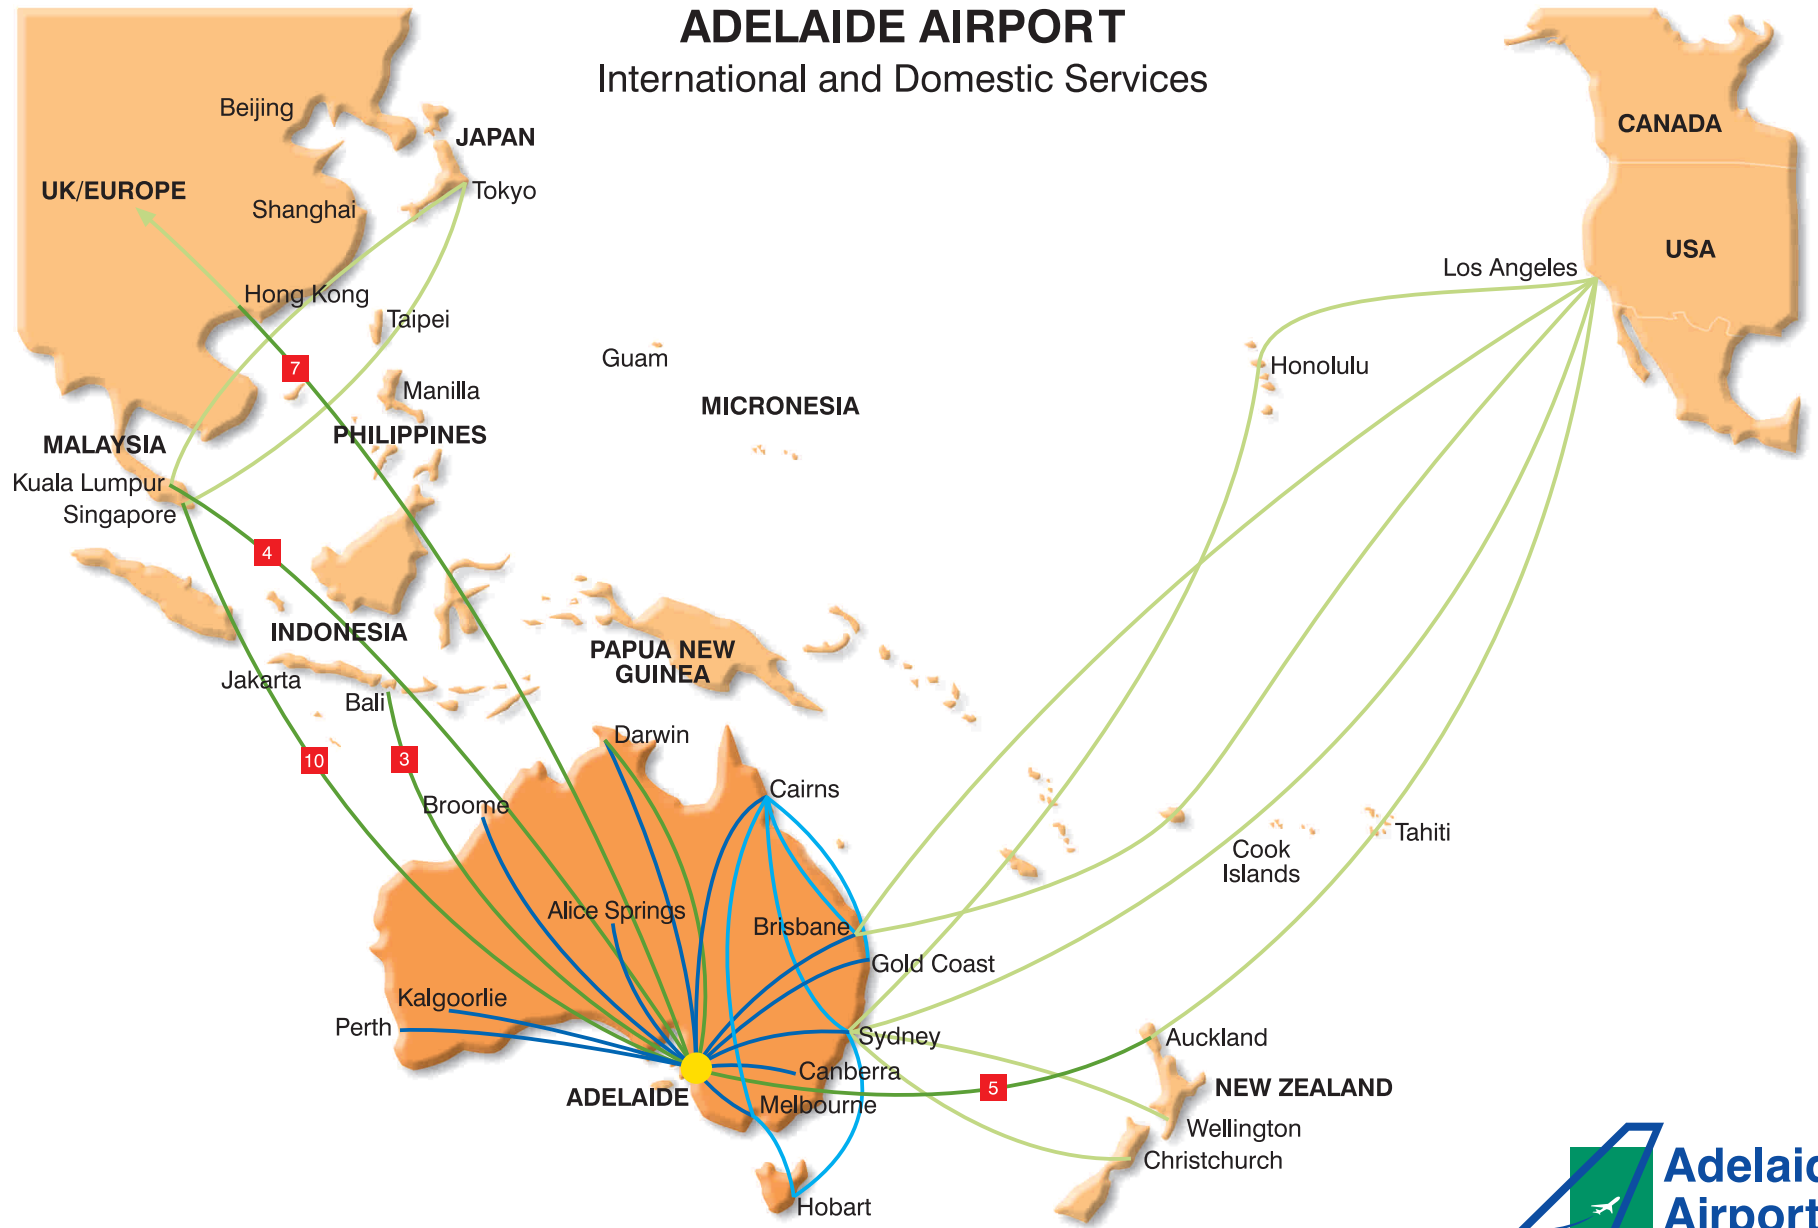 ADELAIDE AIRPORT
International and Domestic Services
Beijing
JAPAN
CANADA
UK/EUROPE
Tokyo
Shanghai
USA
Los Angeles
Hong Kong
Taipei
7
Guam
Honolulu
Manilla
MICRONESIA
PHILIPPINES
MALAYSIA
Kuala Lumpur
Singapore
4
INDONESIA
PAPUA NEW
GUINEA
Jakarta
Bali
Darwin
10
3
Cairns
Broome
Tahiti
Cook
Islands
Alice Springs
Brisbane
Gold Coast
Kalgoorlie
Perth
Sydney
Auckland
Canberra
5
NEW ZEALAND
ADELAIDE
Melbourne
Wellington
Christchurch
Hobart
Adelaid
Airport